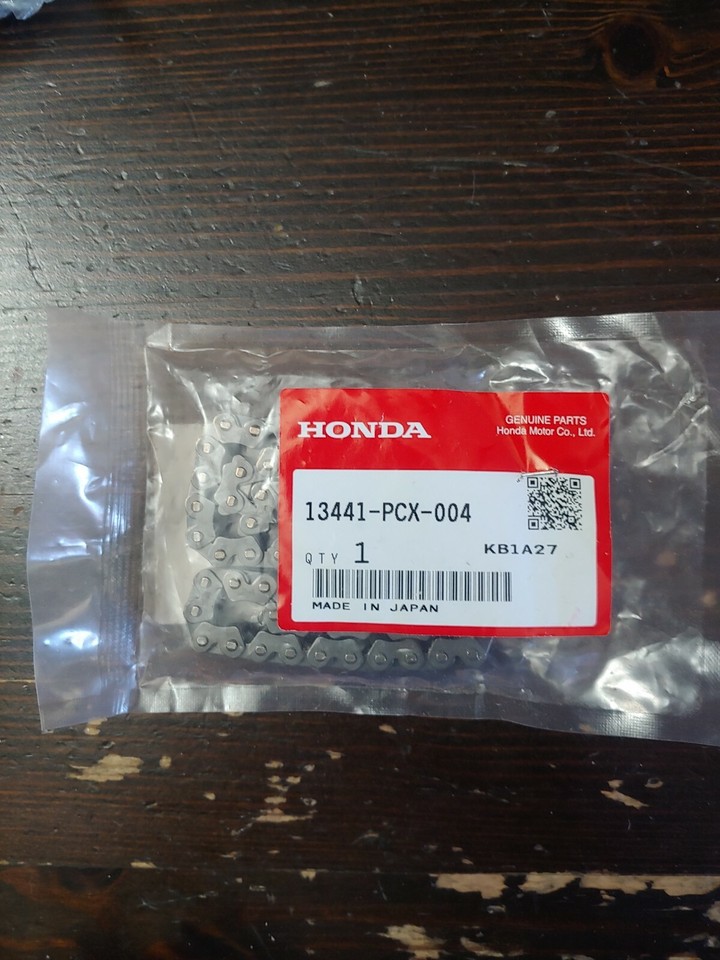 HONDA
GENUINE PARTS
Honda Motor Co., Ltd.
13441-PCX-004
QTY 1
KB1A27
MADE IN JAPAN